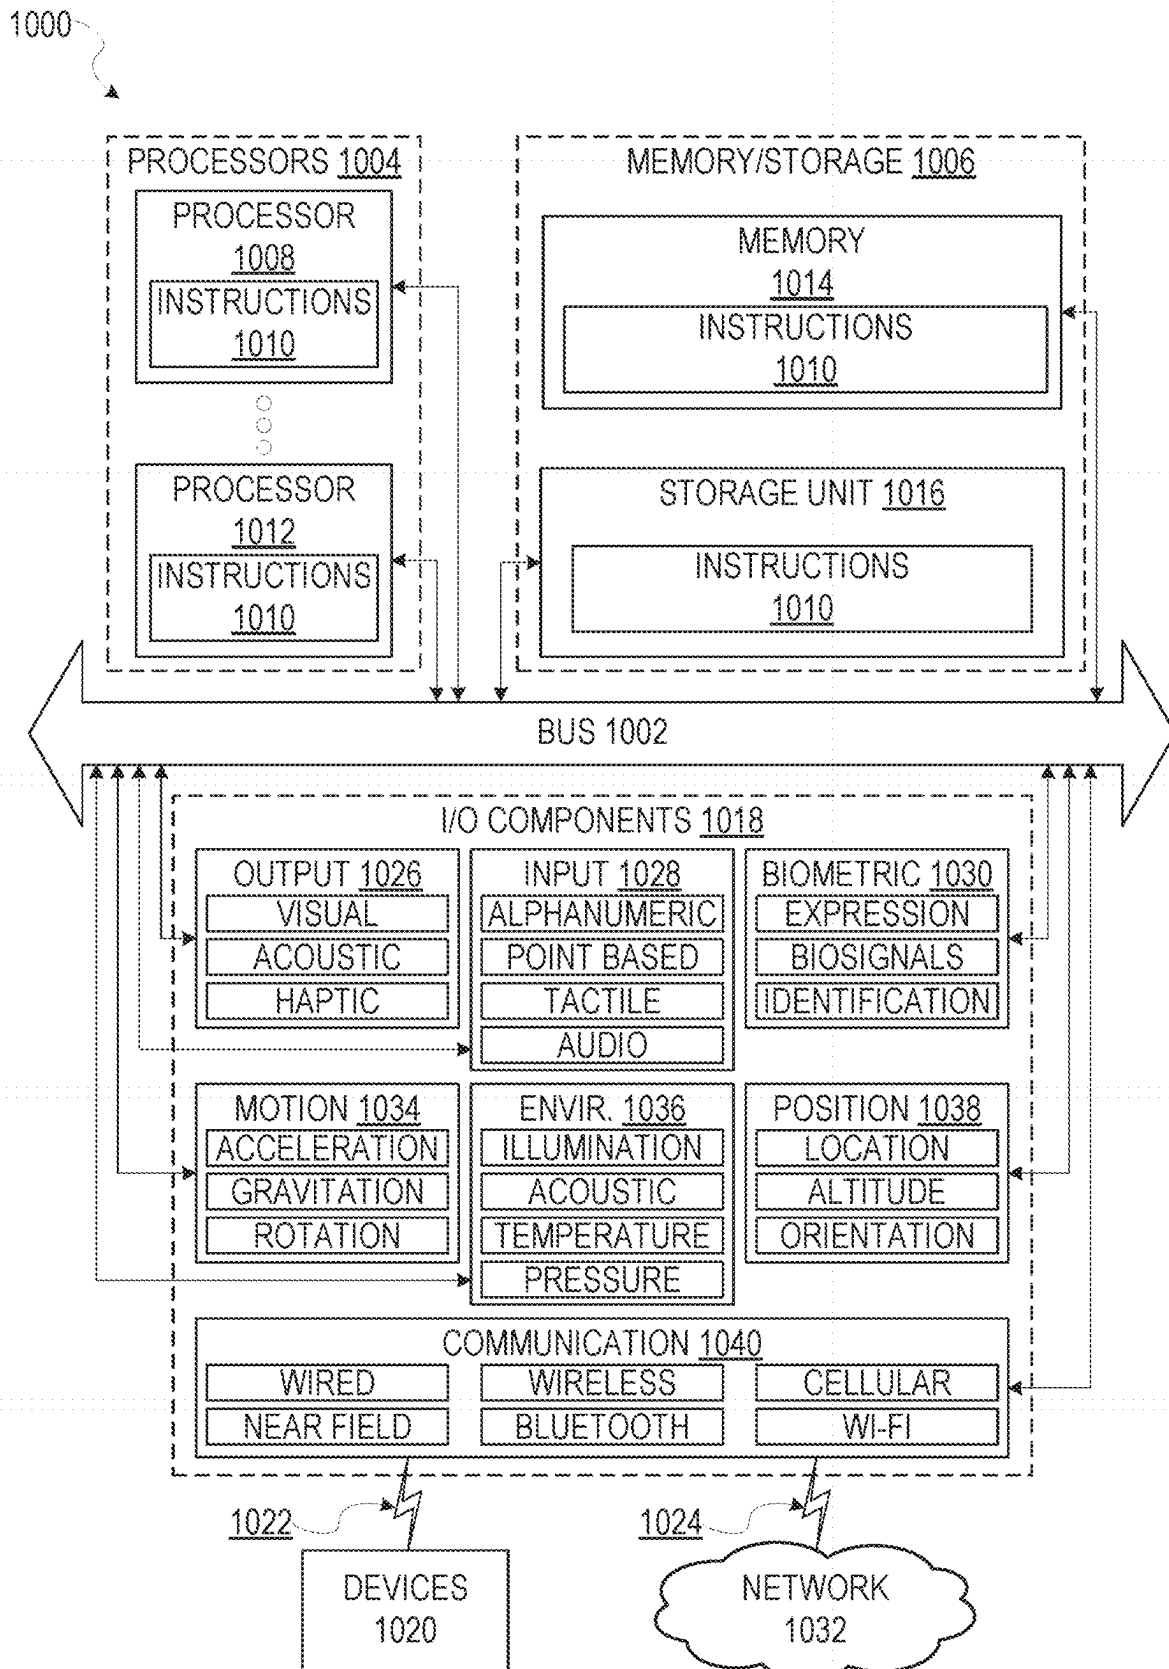 1000
PROCESSORS 1004
PROCESSOR
1008
INSTRUCTIONS
1010
PROCESSOR
1012
INSTRUCTIONS
1010
MEMORY/STORAGE 1006
MEMORY
1014
INSTRUCTIONS
1010
STORAGE UNIT 1016
INSTRUCTIONS
1010
BUS 1002
I/O COMPONENTS 1018
OUTPUT 1026
VISUAL
ACOUSTIC
HAPTIC
INPUT 1028
ALPHANUMERIC
POINT BASED
TACTILE
AUDIO
BIOMETRIC 1030
EXPRESSION
BIOSIGNALS
IDENTIFICATION
MOTION 1034
ACCELERATION
GRAVITATION
ROTATION
ENVIR. 1036
ILLUMINATION
ACOUSTIC
TEMPERATURE
PRESSURE
POSITION 1038
LOCATION
ALTITUDE
ORIENTATION
COMMUNICATION 1040
WIRED
WIRELESS
CELLULAR
NEAR FIELD
BLUETOOTH
WI-FI
1022
1024
DEVICES
1020
NETWORK
1032